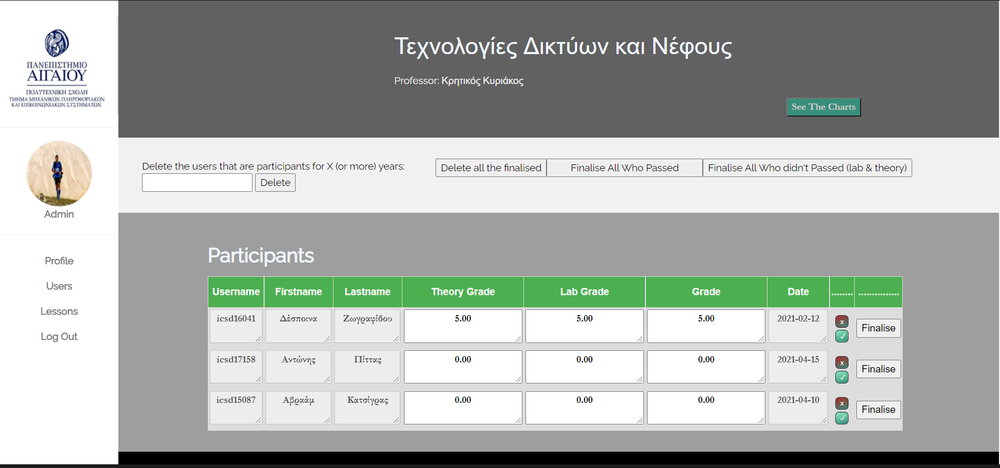 ΠΑΝΕΠΙΣΤΗΜΙΟ
ΑΙΓΑΙΟΥ
ΠΟΛΥΤΕΧΝΙΚΗ ΣΧΟΛΗ
ΤΜΗΜΑ ΜΗΧΑΝΙΚΩΝ ΠΛΗΡΟΦΟΡΙΑΚΩΝ
ΚΑΙ ΕΠΙΚΟΙΝΩΝΙΑΚΩΝ ΣΥΣΤΗΜΑΤΩΝ
Admin
Profile
Users
Lessons
Log Out
Τεχνολογίες Δικτύων και Νέφους
Professor: Κρητικός Κυριάκος
See The Charts
Delete the users that are participants for X (or more) years:
Delete
Delete all the finalised Finalise All Who Passed Finalise All Who didn't Passed (lab & theory)
Participants
Username Firstname Lastname Theory Grade Lab Grade Grade Date ........ ...............
icsd16041 Δέσποινα Ζωγραφίδου 5.00 5.00 5.00 2021-02-12 x ✓ Finalise
icsd17158 Αντώνης Πίττας 0.00 0.00 0.00 2021-04-15 x ✓ Finalise
icsd15087 Αβραάμ Κατσίγρας 0.00 0.00 0.00 2021-04-10 x ✓ Finalise